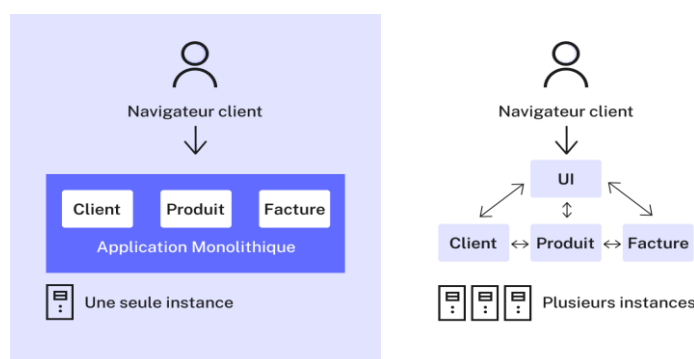 Navigateur client
Client
Produit
Facture
Application Monolithique
Une seule instance
Navigateur client
UI
Client
Produit
Facture
Plusieurs instances